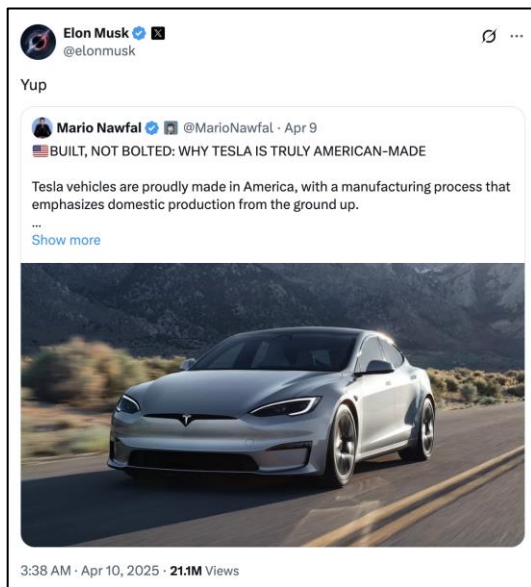 Elon Musk
@elonmusk
Yup
Mario Nawfal @MarioNawfal · Apr 9
🇺🇸BUILT, NOT BOLTED: WHY TESLA IS TRULY AMERICAN-MADE
Tesla vehicles are proudly made in America, with a manufacturing process that
emphasizes domestic production from the ground up.
...
Show more
3:38 AM · Apr 10, 2025 · 21.1M Views